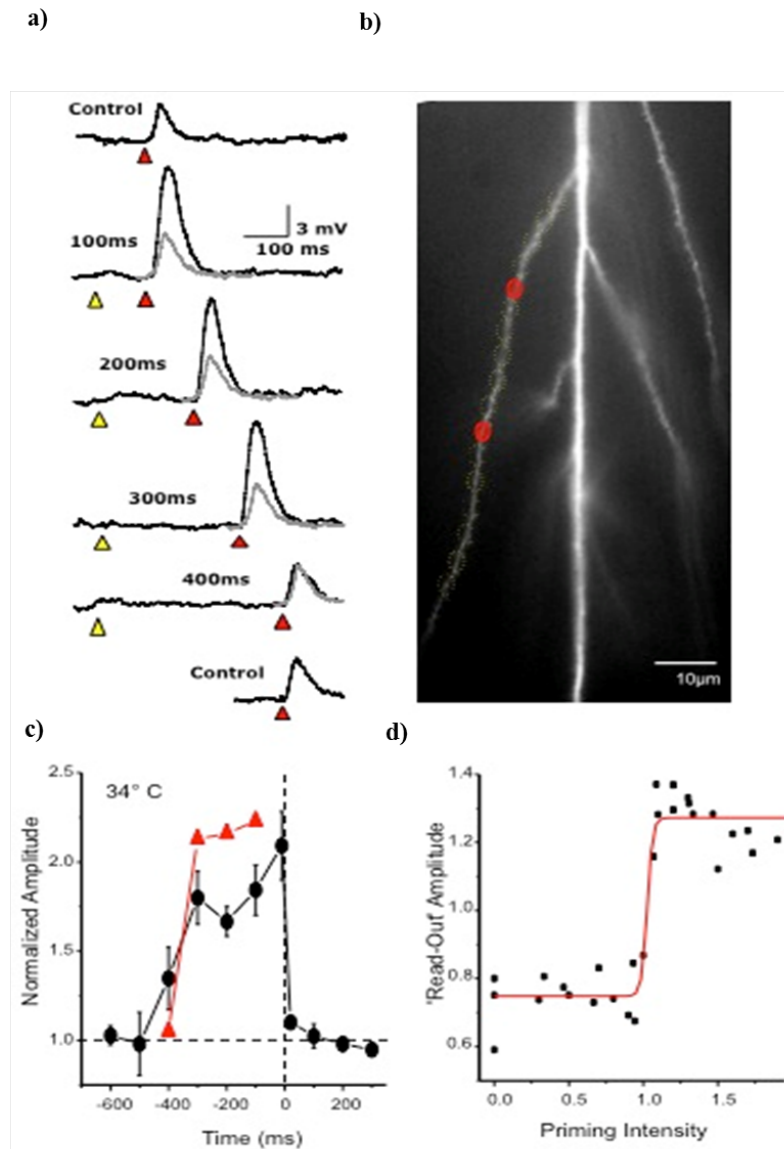 a)
b)
Control
3 mV
100 ms
100ms
200ms
300ms
400ms
Control
10μm
c)
d)
34° C
2.5
2.0
1.5
1.0
Normalized Amplitude
-600 -400 -200 0 200
Time (ms)
1.4
1.2
1.0
0.8
0.6
'Read-Out' Amplitude
0.0 0.5 1.0 1.5
Priming Intensity